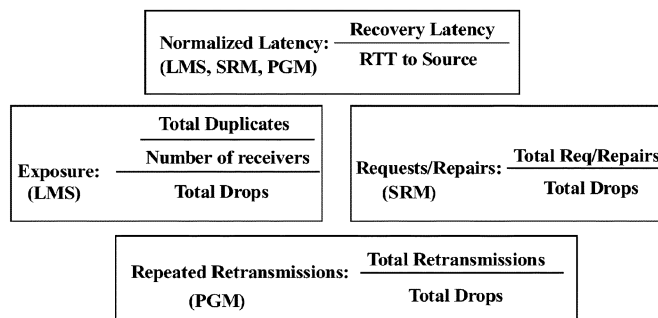 Normalized Latency: Recovery Latency
(LMS, SRM, PGM) RTT to Source
Total Duplicates
Number of receivers
Exposure:
(LMS) Total Drops
Requests/Repairs: Total Req/Repairs
(SRM) Total Drops
Repeated Retransmissions: Total Retransmissions
(PGM) Total Drops